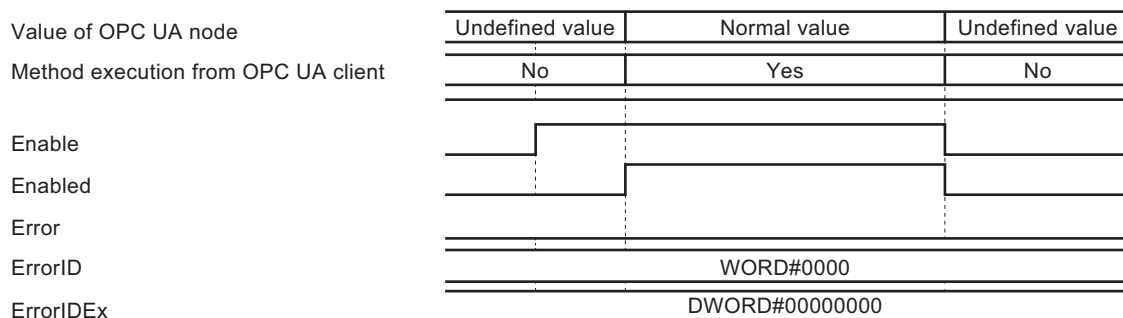 Value of OPC UA node Undefined value Normal value Undefined value
Method execution from OPC UA client No Yes No
Enable
Enabled
Error
ErrorID WORD#0000
ErrorIDEx DWORD#00000000